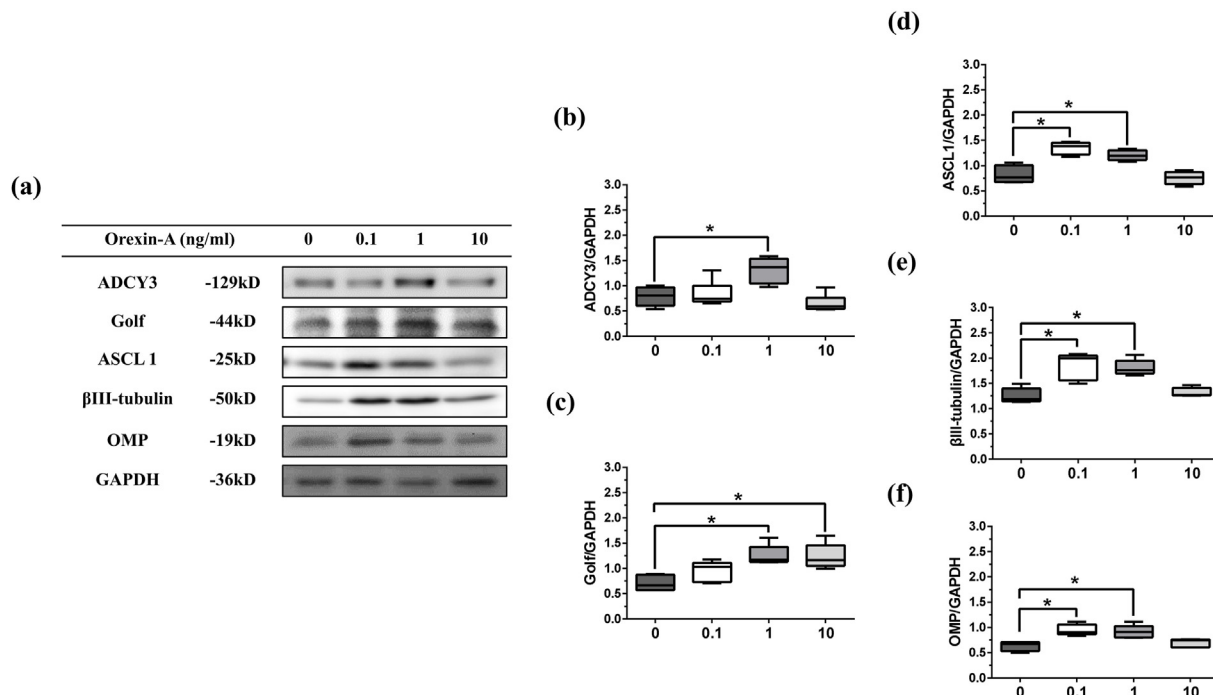 (a)
Orexin-A (ng/ml) 0 0.1 1 10
ADCY3 -129kD
Golf -44kD
ASCL 1 -25kD
βIII-tubulin -50kD
OMP -19kD
GAPDH -36kD
(b)
ADCY3/GAPDH
3.0
2.5
2.0
1.5
1.0
0.5
0.0
*
0 0.1 1 10
(c)
Golf/GAPDH
3.0
2.5
2.0
1.5
1.0
0.5
0.0
*
*
0 0.1 1 10
(d)
ASCL1/GAPDH
3.0
2.5
2.0
1.5
1.0
0.5
0.0
*
*
0 0.1 1 10
(e)
βIII-tubulin/GAPDH
3.0
2.5
2.0
1.5
1.0
0.5
0.0
*
*
0 0.1 1 10
(f)
OMP/GAPDH
3.0
2.5
2.0
1.5
1.0
0.5
0.0
*
*
0 0.1 1 10